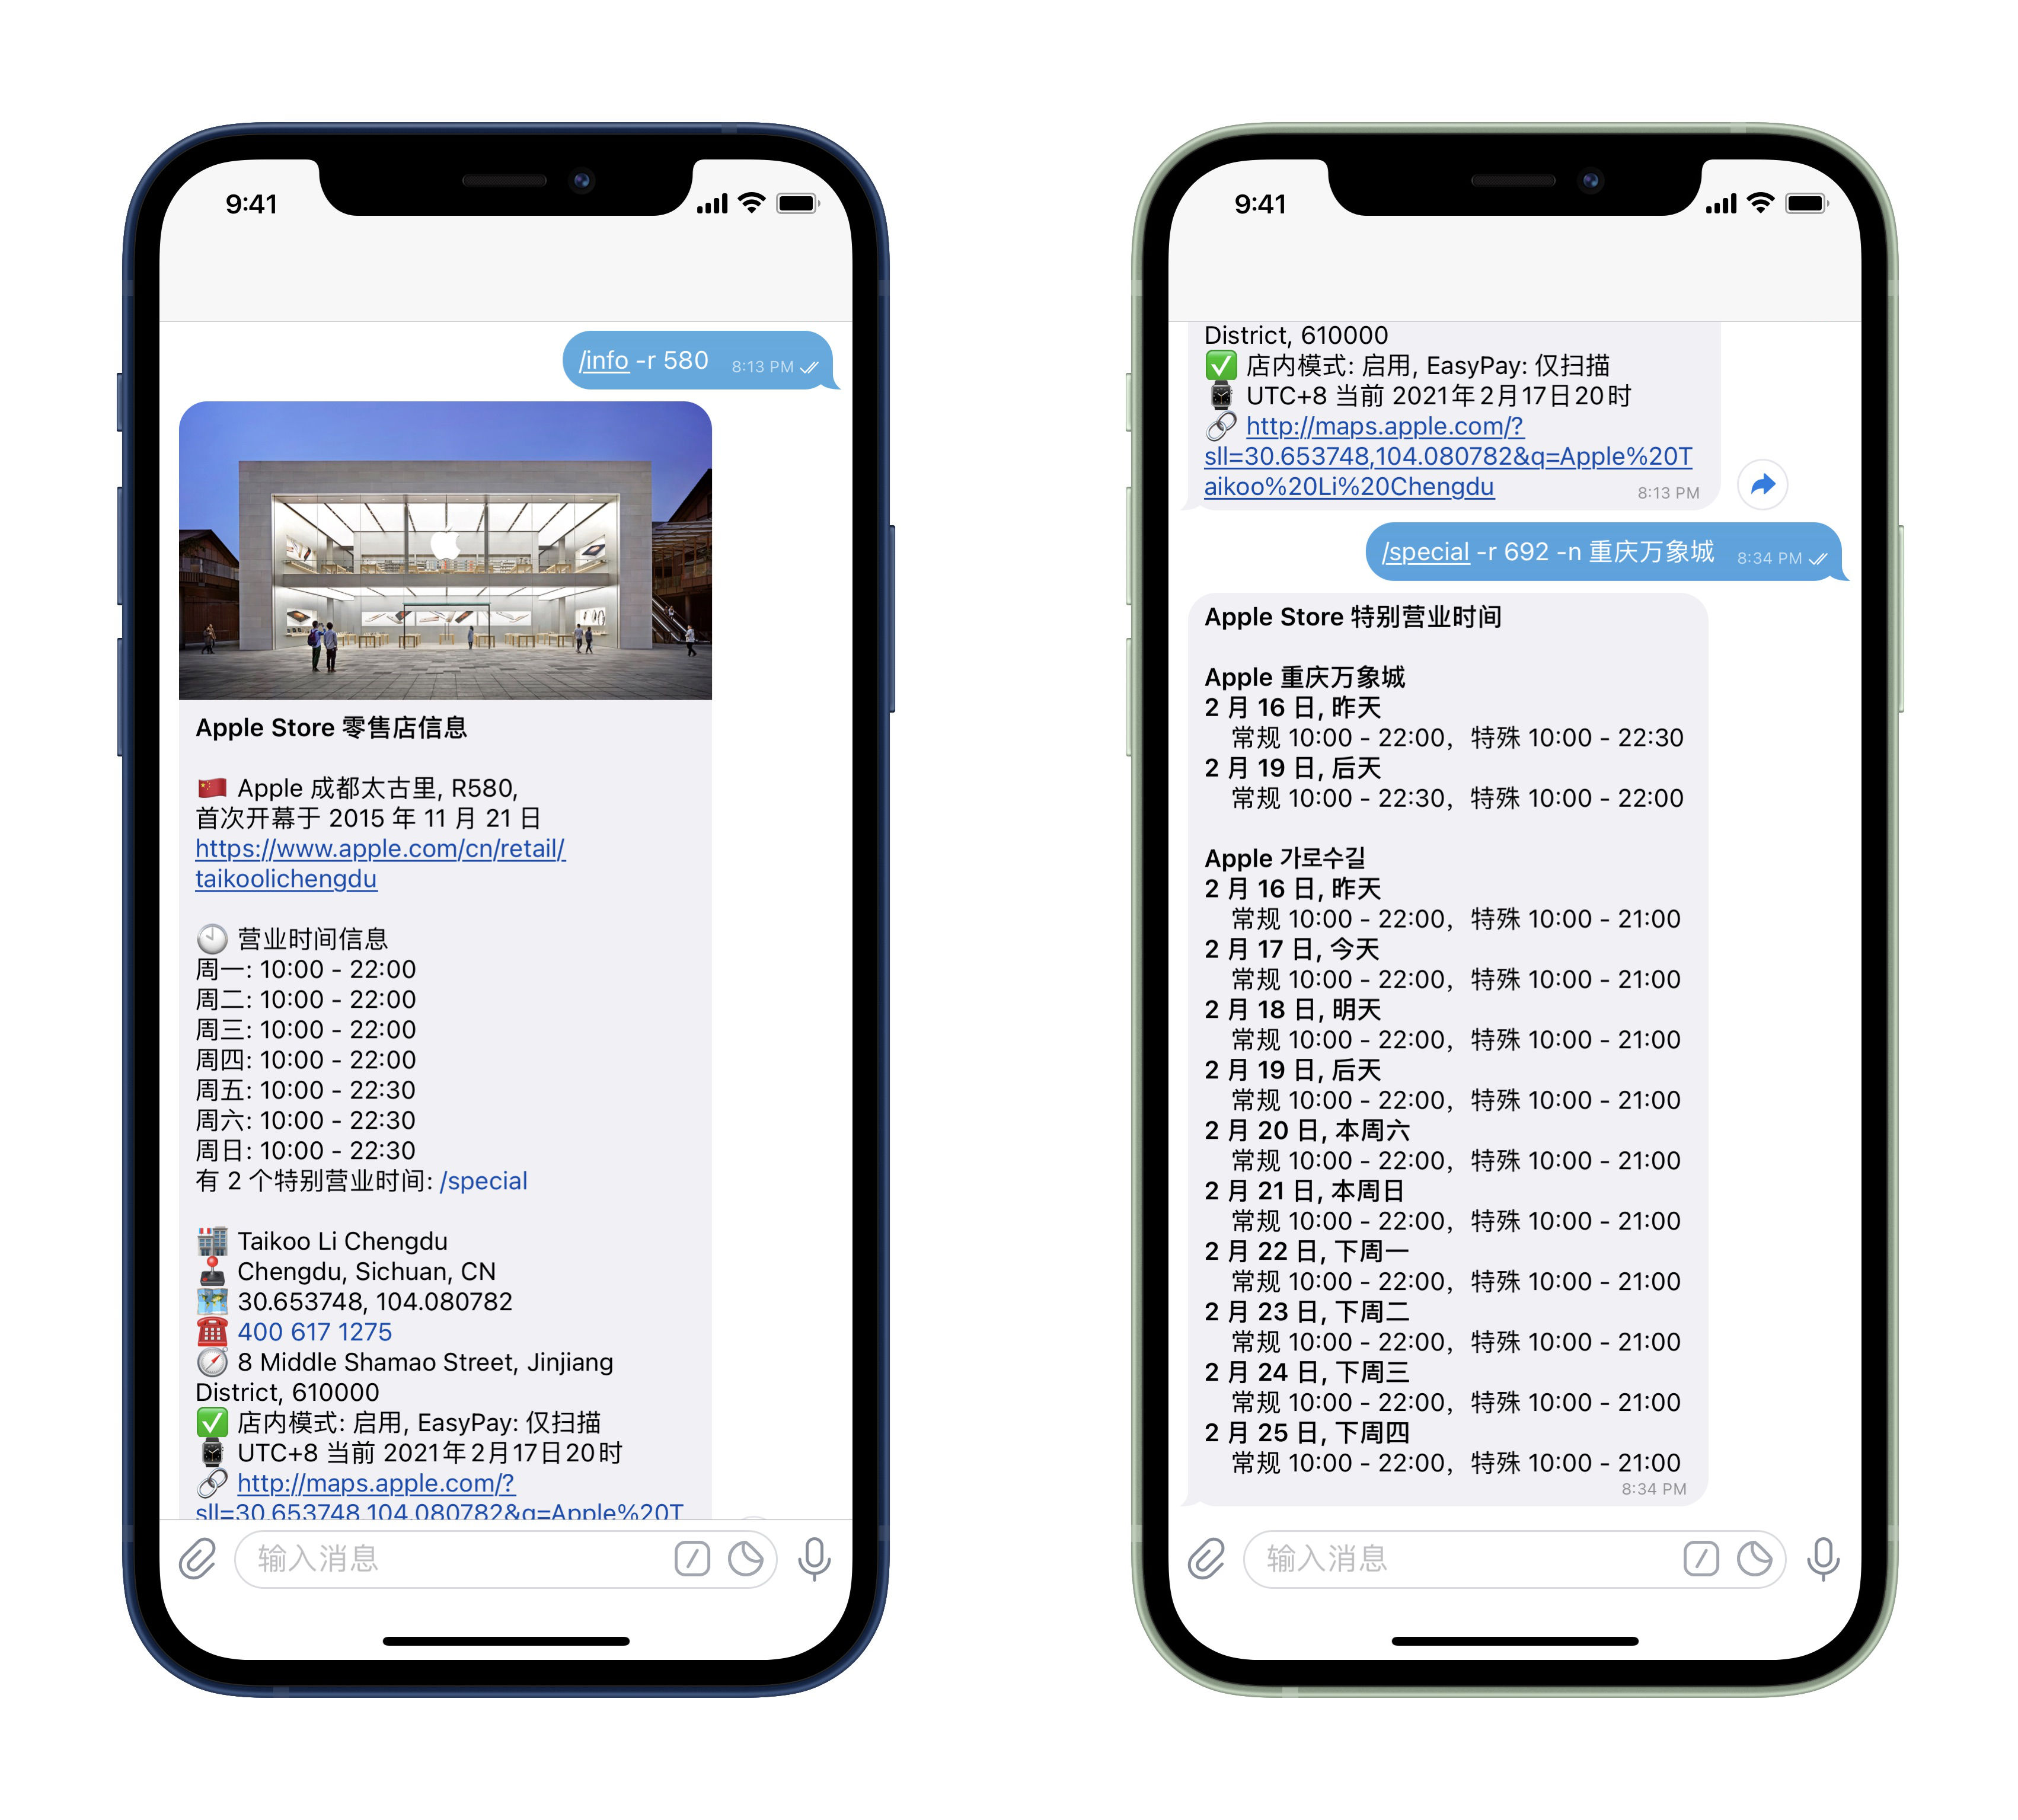 9:41
/info -r 580 8:13 PM
Apple Store 零售店信息
🇨🇳 Apple 成都太古里, R580,
首次开幕于 2015 年 11 月 21 日
https://www.apple.com/cn/retail/
taikoolichengdu
🕙 营业时间信息
周一: 10:00 - 22:00
周二: 10:00 - 22:00
周三: 10:00 - 22:00
周四: 10:00 - 22:00
周五: 10:00 - 22:30
周六: 10:00 - 22:30
周日: 10:00 - 22:30
有 2 个特别营业时间: /special
🏬 Taikoo Li Chengdu
🕹 Chengdu, Sichuan, CN
🗺 30.653748, 104.080782
☎️ 400 617 1275
🧭 8 Middle Shamao Street, Jinjiang
District, 610000
✅ 店内模式: 启用, EasyPay: 仅扫描
⌚️ UTC+8 当前 2021年2月17日20时
🔗 http://maps.apple.com/?
sll=30.653748,104.080782&q=Apple%20T
输入消息
9:41
District, 610000
✅ 店内模式: 启用, EasyPay: 仅扫描
⌚️ UTC+8 当前 2021年2月17日20时
🔗 http://maps.apple.com/?
sll=30.653748,104.080782&q=Apple%20T
aikoo%20Li%20Chengdu 8:13 PM
/special -r 692 -n 重庆万象城 8:34 PM
Apple Store 特别营业时间
Apple 重庆万象城
2 月 16 日, 昨天
常规 10:00 - 22:00，特殊 10:00 - 22:30
2 月 19 日, 后天
常规 10:00 - 22:30，特殊 10:00 - 22:00
Apple 가로수길
2 月 16 日, 昨天
常规 10:00 - 22:00，特殊 10:00 - 21:00
2 月 17 日, 今天
常规 10:00 - 22:00，特殊 10:00 - 21:00
2 月 18 日, 明天
常规 10:00 - 22:00，特殊 10:00 - 21:00
2 月 19 日, 后天
常规 10:00 - 22:00，特殊 10:00 - 21:00
2 月 20 日, 本周六
常规 10:00 - 22:00，特殊 10:00 - 21:00
2 月 21 日, 本周日
常规 10:00 - 22:00，特殊 10:00 - 21:00
2 月 22 日, 下周一
常规 10:00 - 22:00，特殊 10:00 - 21:00
2 月 23 日, 下周二
常规 10:00 - 22:00，特殊 10:00 - 21:00
2 月 24 日, 下周三
常规 10:00 - 22:00，特殊 10:00 - 21:00
2 月 25 日, 下周四
常规 10:00 - 22:00，特殊 10:00 - 21:00
8:34 PM
输入消息